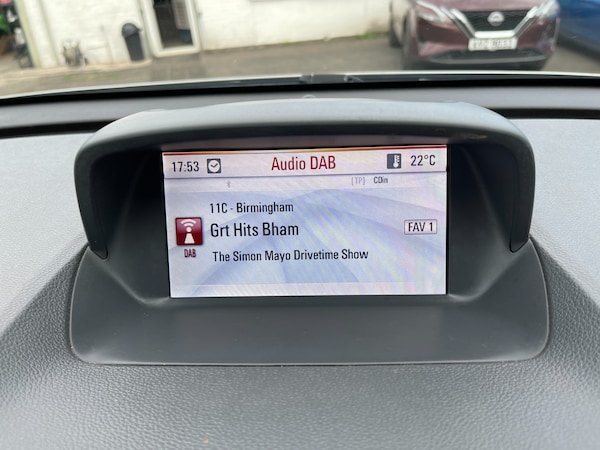 17:53 Audio DAB 22°C
[TP] CDin
11C - Birmingham
Grt Hits Bham FAV 1
DAB
The Simon Mayo Drivetime Show